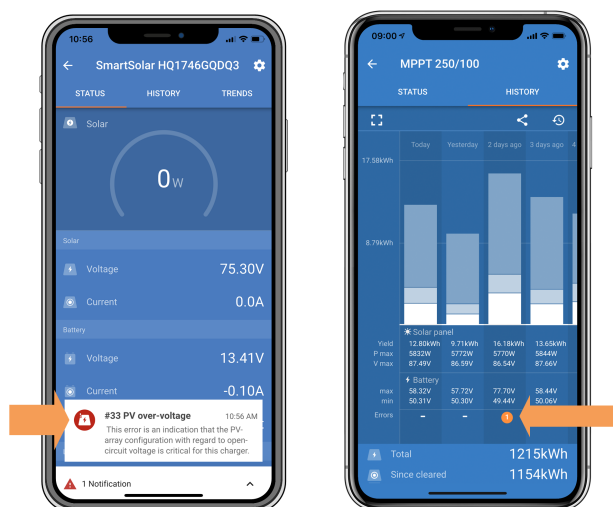 10:56
SmartSolar HQ1746GQDQ3
STATUS HISTORY TRENDS
Solar
0W
Solar
Voltage 75.30V
Current 0.0A
Battery
Voltage 13.41V
Current -0.10A
#33 PV over-voltage 10:56 AM
This error is an indication that the PV-
array configuration with regard to open-
circuit voltage is critical for this charger.
1 Notification
09:00
MPPT 250/100
STATUS HISTORY
Today Yesterday 2 days ago 3 days ago 4
17.58kWh
8.79kWh
Solar panel
Yield 12.80kWh 9.71kWh 16.18kWh 13.65kWh
P max 5832W 5772W 5770W 5844W
V max 87.49V 86.59V 86.54V 87.66V
Battery
max 58.32V 57.72V 77.70V 58.44V
min 50.31V 50.30V 49.44V 50.06V
Errors - - 1
Total 1215kWh
Since cleared 1154kWh